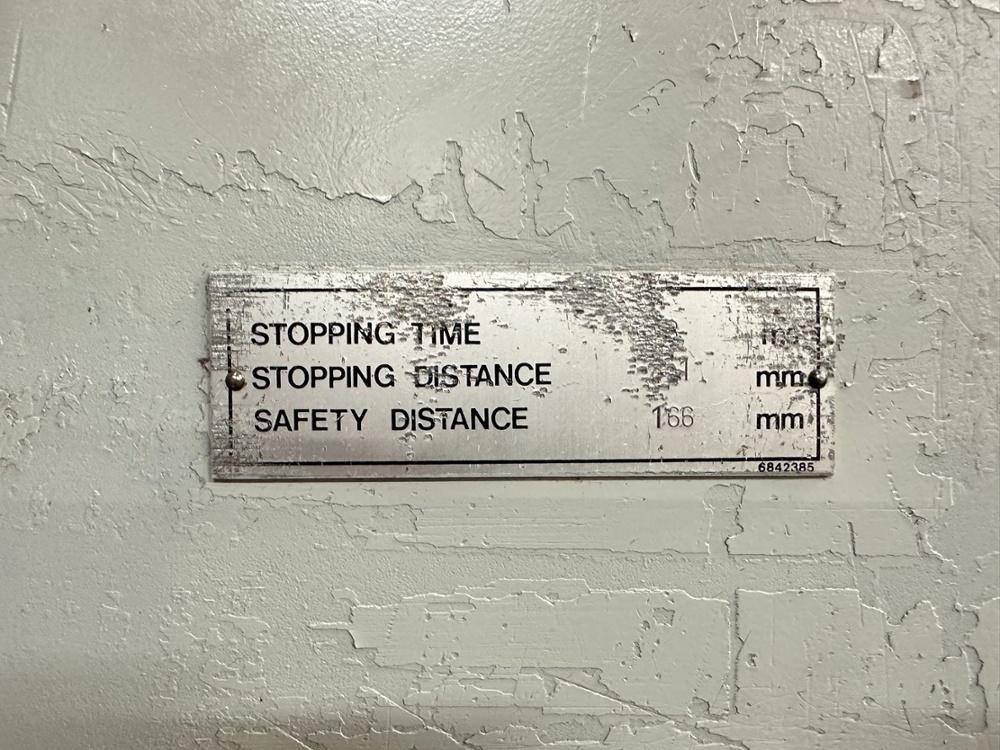 STOPPING TIME
STOPPING DISTANCE mm
SAFETY DISTANCE 166 mm
6842385